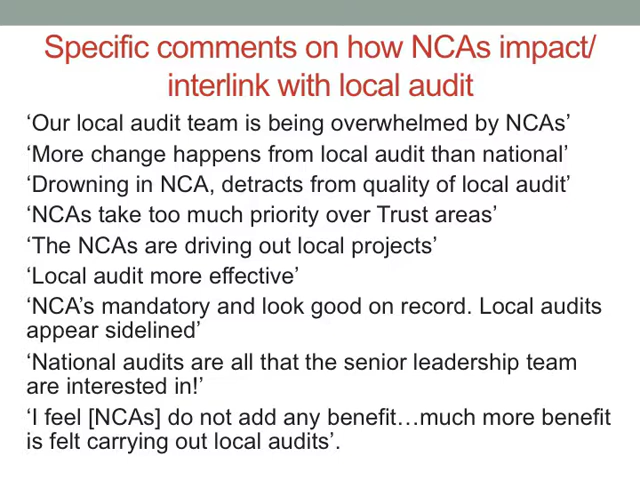 Specific comments on how NCAs impact/
interlink with local audit
‘Our local audit team is being overwhelmed by NCAs’
‘More change happens from local audit than national’
‘Drowning in NCA, detracts from quality of local audit’
‘NCAs take too much priority over Trust areas’
‘The NCAs are driving out local projects’
‘Local audit more effective’
‘NCA’s mandatory and look good on record. Local audits
appear sidelined’
‘National audits are all that the senior leadership team
are interested in!’
‘I feel [NCAs] do not add any benefit…much more benefit
is felt carrying out local audits’.